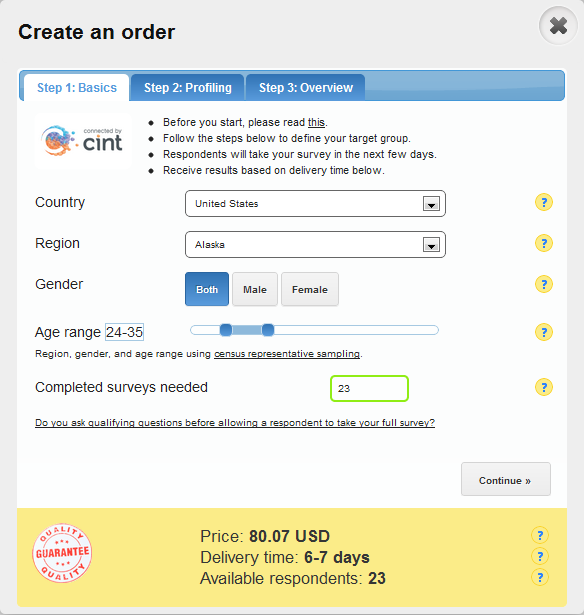 Create an order
Step 1: Basics
Step 2: Profiling
Step 3: Overview
connected by
cint
Before you start, please read this.
Follow the steps below to define your target group.
Respondents will take your survey in the next few days.
Receive results based on delivery time below.
Country
United States
?
Region
Alaska
?
Gender
Both
Male
Female
?
Age range 24-35
?
Region, gender, and age range using census representative sampling.
Completed surveys needed
23
?
Do you ask qualifying questions before allowing a respondent to take your full survey?
Continue »
QUALITY
GUARANTEE
QUALITY
Price: 80.07 USD
?
Delivery time: 6-7 days
?
Available respondents: 23
?